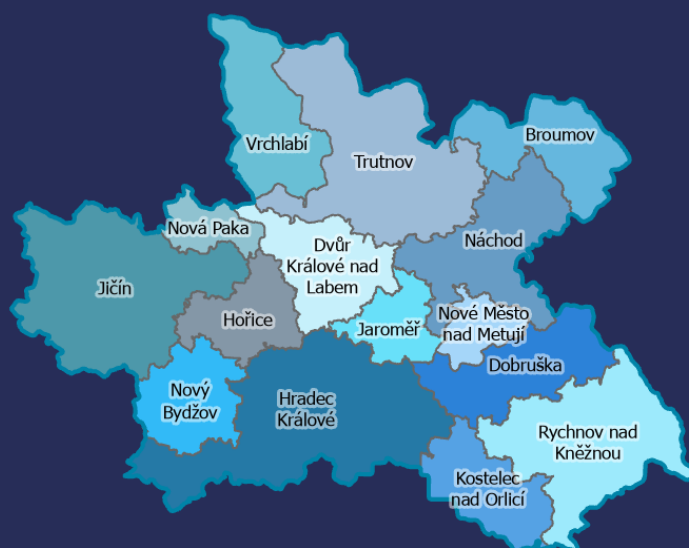 Vrchlabí
Trutnov
Broumov
Nová Paka
Dvůr
Králové nad
Labem
Náchod
Jičín
Hořice
Jaroměř
Nové Město
nad Metují
Dobruška
Nový
Bydžov
Hradec
Králové
Rychnov nad
Kněžnou
Kostelec
nad Orlicí